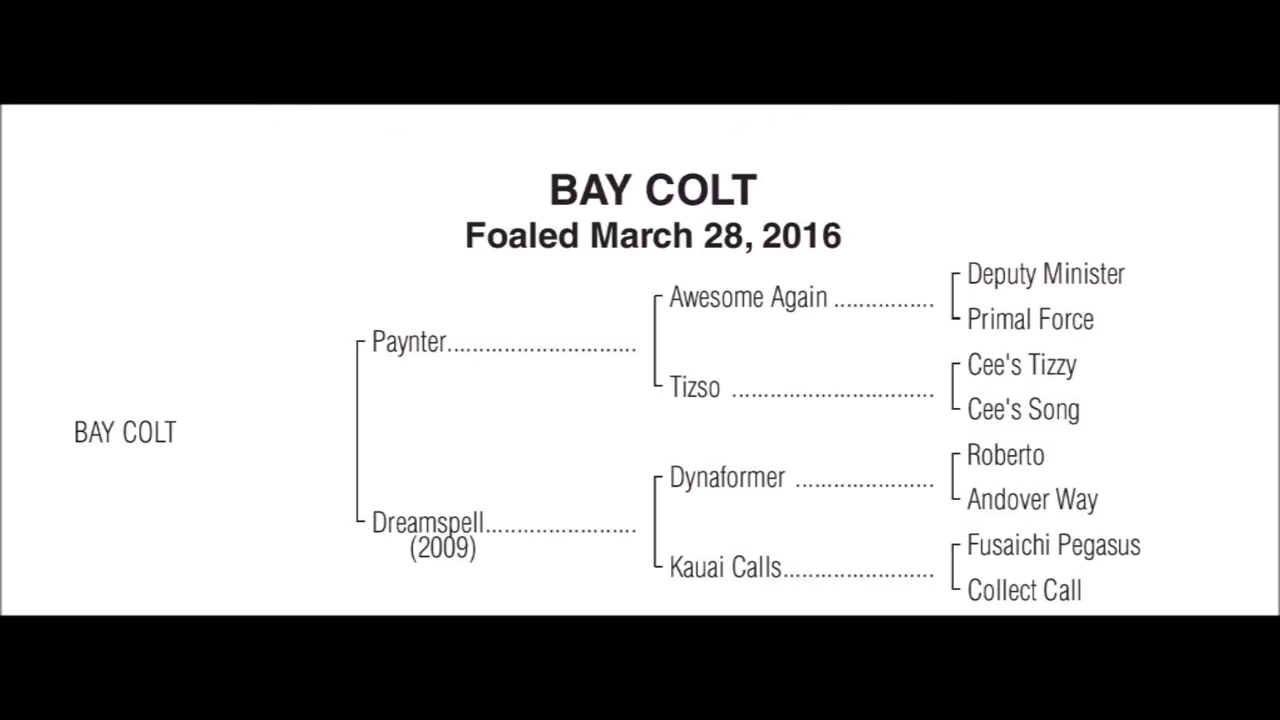 BAY COLT
Foaled March 28, 2016
Deputy Minister
Awesome Again ................
Primal Force
Paynter..............................
Cee's Tizzy
Tizso ................................
Cee's Song
BAY COLT
Roberto
Dynaformer ......................
Andover Way
Dreamspell........................
(2009)
Fusaichi Pegasus
Kauai Calls........................
Collect Call